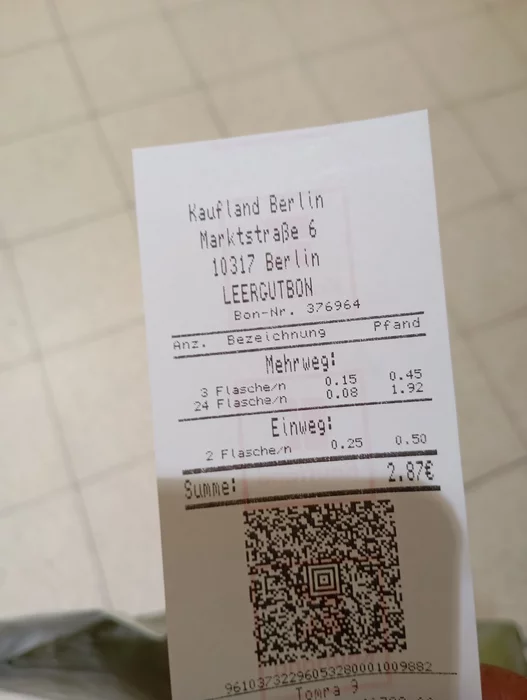 Kaufland Berlin
Marktstraße 6
10317 Berlin
LEERGUTBON
Bon-Nr. 376964
Anz. Bezeichnung Pfand
Mehrweg:
3 Flasche/n 0.15 0.45
24 Flasche/n 0.08 1.92
Einweg:
2 Flasche/n 0.25 0.50
Summe: 2.87€
96103732296053280001009882
Tomra 9